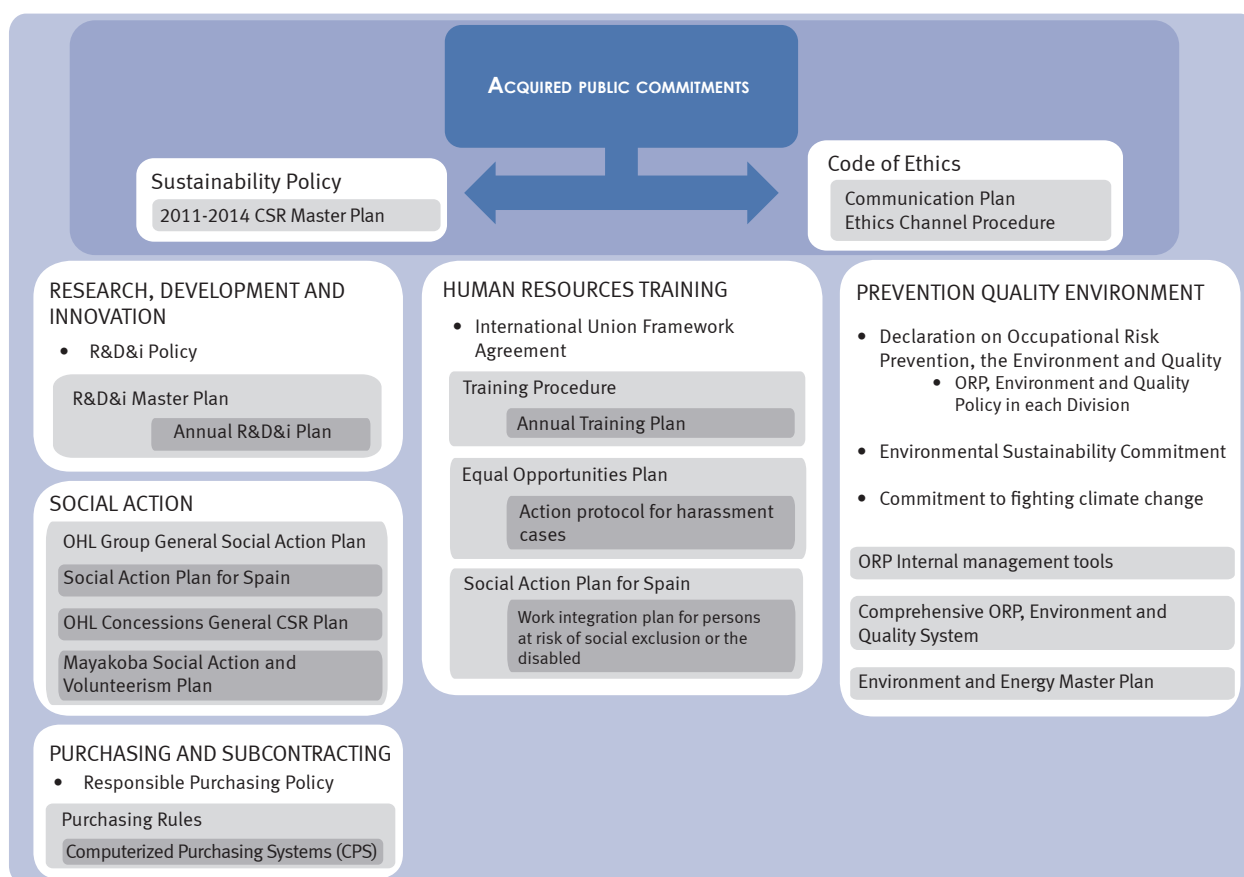 ACQUIRED PUBLIC COMMITMENTS
Sustainability Policy
2011-2014 CSR Master Plan
Code of Ethics
Communication Plan
Ethics Channel Procedure
RESEARCH, DEVELOPMENT AND
INNOVATION
• R&D&i Policy
R&D&i Master Plan
Annual R&D&i Plan
SOCIAL ACTION
OHL Group General Social Action Plan
Social Action Plan for Spain
OHL Concessions General CSR Plan
Mayakoba Social Action and
Volunteerism Plan
PURCHASING AND SUBCONTRACTING
• Responsible Purchasing Policy
Purchasing Rules
Computerized Purchasing Systems (CPS)
HUMAN RESOURCES TRAINING
• International Union Framework
Agreement
Training Procedure
Annual Training Plan
Equal Opportunities Plan
Action protocol for harassment
cases
Social Action Plan for Spain
Work integration plan for persons
at risk of social exclusion or the
disabled
PREVENTION QUALITY ENVIRONMENT
• Declaration on Occupational Risk
Prevention, the Environment and Quality
• ORP, Environment and Quality
Policy in each Division
• Environmental Sustainability Commitment
• Commitment to fighting climate change
ORP Internal management tools
Comprehensive ORP, Environment and
Quality System
Environment and Energy Master Plan